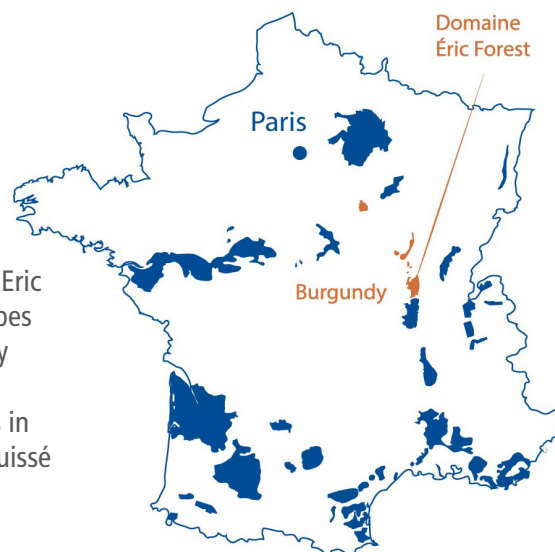 Domaine
Éric Forest
Paris
Burgundy
Eric
pes
y
in
uissé